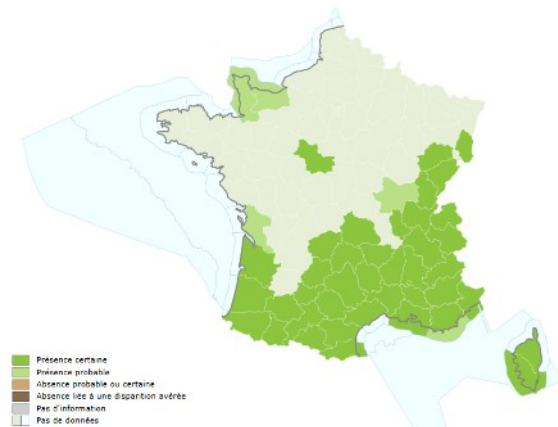 Présence certaine
Présence probable
Absence probable ou certaine
Absence liée à une disparition avérée
Pas d'information
Pas de données